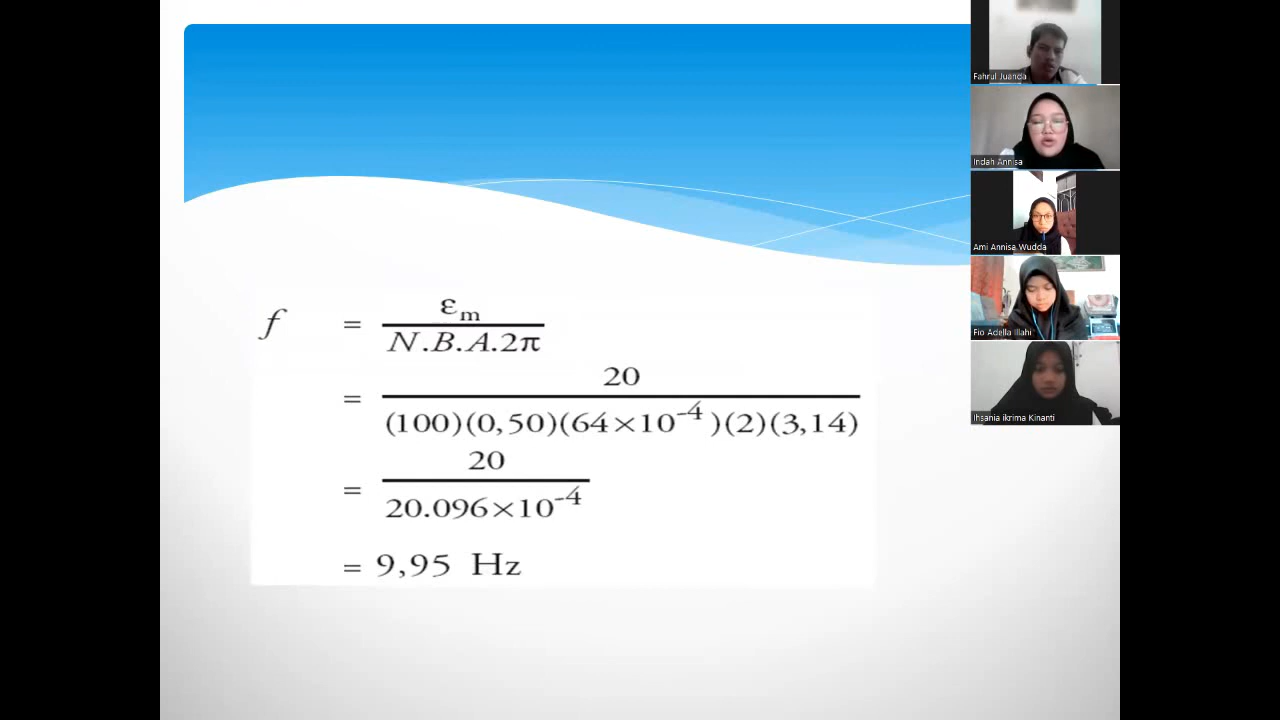 f = εm / N.B.A.2π
= 20 / (100)(0,50)(64×10⁻⁴)(2)(3,14)
= 20 / 20.096×10⁻⁴
= 9,95 Hz
Fahrul Juanda
Indah Annisa
Ami Annisa Wudda
Fio Adella Illahi
Ihsania ikrima Kinanti